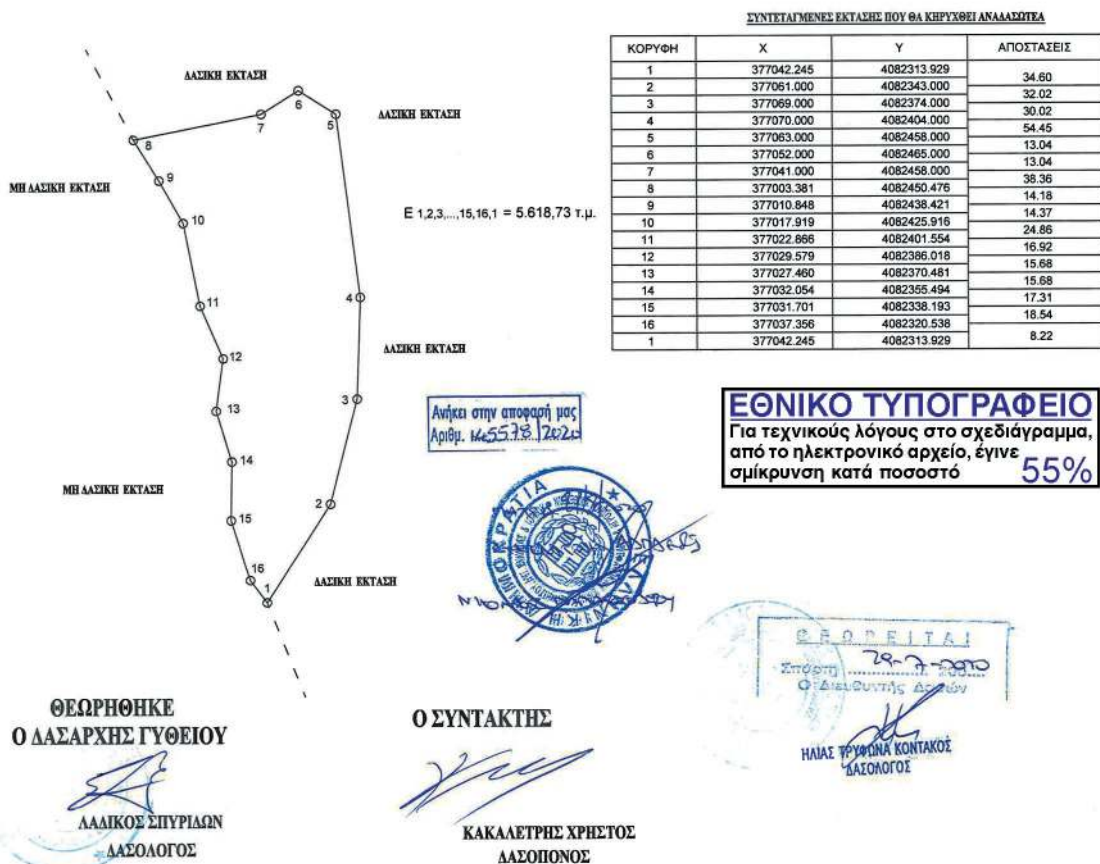 ΣΥΝΤΕΤΑΓΜΕΝΕΣ ΕΚΤΑΣΗΣ ΠΟΥ ΘΑ ΚΗΡΥΧΘΕΙ ΑΝΑΔΑΣΩΤΕΑ
ΚΟΡΥΦΗ X Y ΑΠΟΣΤΑΣΕΙΣ
1 377042.245 4082313.929
34.60
2 377061.000 4082343.000
32.02
3 377069.000 4082374.000
30.02
4 377070.000 4082404.000
54.45
5 377063.000 4082458.000
13.04
6 377052.000 4082465.000
13.04
7 377041.000 4082458.000
38.36
8 377003.381 4082450.476
14.18
9 377010.848 4082438.421
14.37
10 377017.919 4082425.916
24.86
11 377022.866 4082401.554
16.92
12 377029.579 4082386.018
15.68
13 377027.460 4082370.481
15.68
14 377032.054 4082355.494
17.31
15 377031.701 4082338.193
18.54
16 377037.356 4082320.538
8.22
1 377042.245 4082313.929
ΔΑΣΙΚΗ ΕΚΤΑΣΗ
6
7
5
ΔΑΣΙΚΗ ΕΚΤΑΣΗ
8
ΜΗ ΔΑΣΙΚΗ ΕΚΤΑΣΗ
9
10
Ε 1,2,3,...,15,16,1 = 5.618,73 τ.μ.
4
11
ΔΑΣΙΚΗ ΕΚΤΑΣΗ
12
3
13
14
ΜΗ ΔΑΣΙΚΗ ΕΚΤΑΣΗ
2
15
16
1
ΔΑΣΙΚΗ ΕΚΤΑΣΗ
Ανήκει στην απόφασή μας
Αριθμ. 145578/2020
ΕΘΝΙΚΟ ΤΥΠΟΓΡΑΦΕΙΟ
Για τεχνικούς λόγους στο σχεδιάγραμμα,
από το ηλεκτρονικό αρχείο, έγινε
σμίκρυνση κατά ποσοστό 55%
ΕΛΛΗΝΙΚΗ ΔΗΜΟΚΡΑΤΙΑ
ΘΕΩΡΕΙΤΑΙ
Σπάρτη 29-7-2020
Ο Διευθυντής Δασών
ΗΛΙΑΣ ΤΡΥΦΩΝΑ ΚΟΝΤΑΚΟΣ
ΔΑΣΟΛΟΓΟΣ
ΘΕΩΡΗΘΗΚΕ
Ο ΔΑΣΑΡΧΗΣ ΓΥΘΕΙΟΥ
ΛΑΔΙΚΟΣ ΣΠΥΡΙΔΩΝ
ΔΑΣΟΛΟΓΟΣ
Ο ΣΥΝΤΑΚΤΗΣ
ΚΑΚΑΛΕΤΡΗΣ ΧΡΗΣΤΟΣ
ΔΑΣΟΠΟΝΟΣ